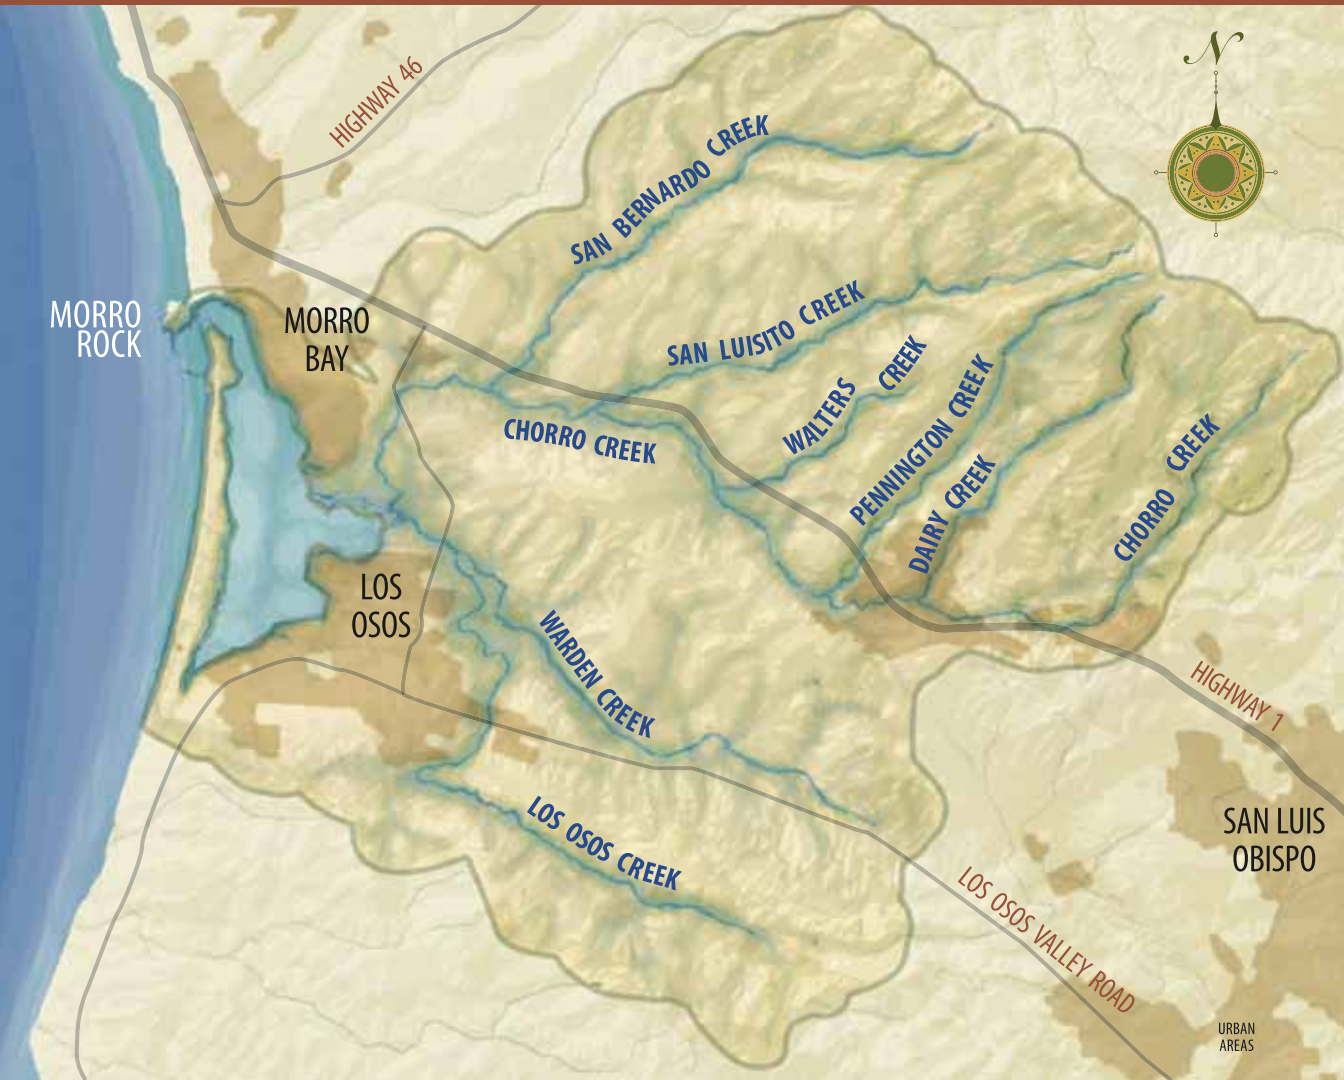 N
HIGHWAY 46
SAN BERNARDO CREEK
MORRO
ROCK
MORRO
BAY
SAN LUISITO CREEK
WALTERS CREEK
PENNINGTON CREEK
DAIRY CREEK
CHORRO CREEK
CHORRO CREEK
LOS
OSOS
WARDEN CREEK
HIGHWAY 1
LOS OSOS CREEK
SAN LUIS
OBISPO
LOS OSOS VALLEY ROAD
URBAN
AREAS